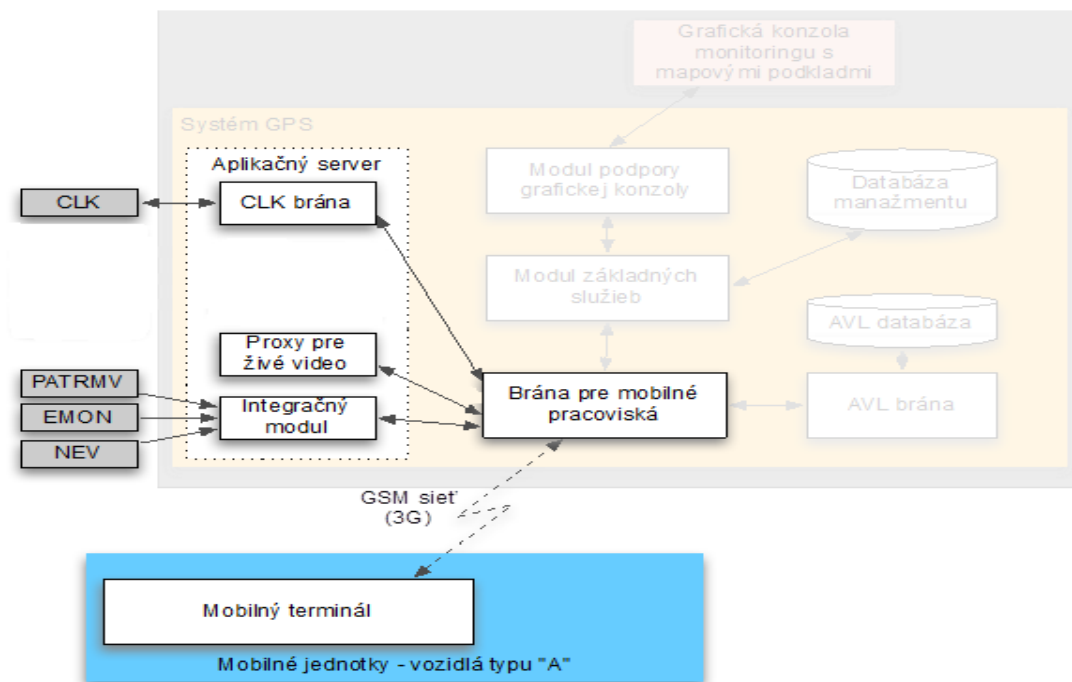 Grafická konzola
monitoringu s
mapovými podkladmi
Systém GPS
Aplikačný server
CLK
CLK brána
Modul podpory
grafickej konzoly
Databáza
manažmentu
Modul základných
služieb
AVL databáza
Proxy pre
živé video
PATRMV
EMON
NEV
Integračný
modul
Brána pre mobilné
pracoviská
AVL brána
GSM sieť
(3G)
Mobilný terminál
Mobilné jednotky - vozidlá typu "A"